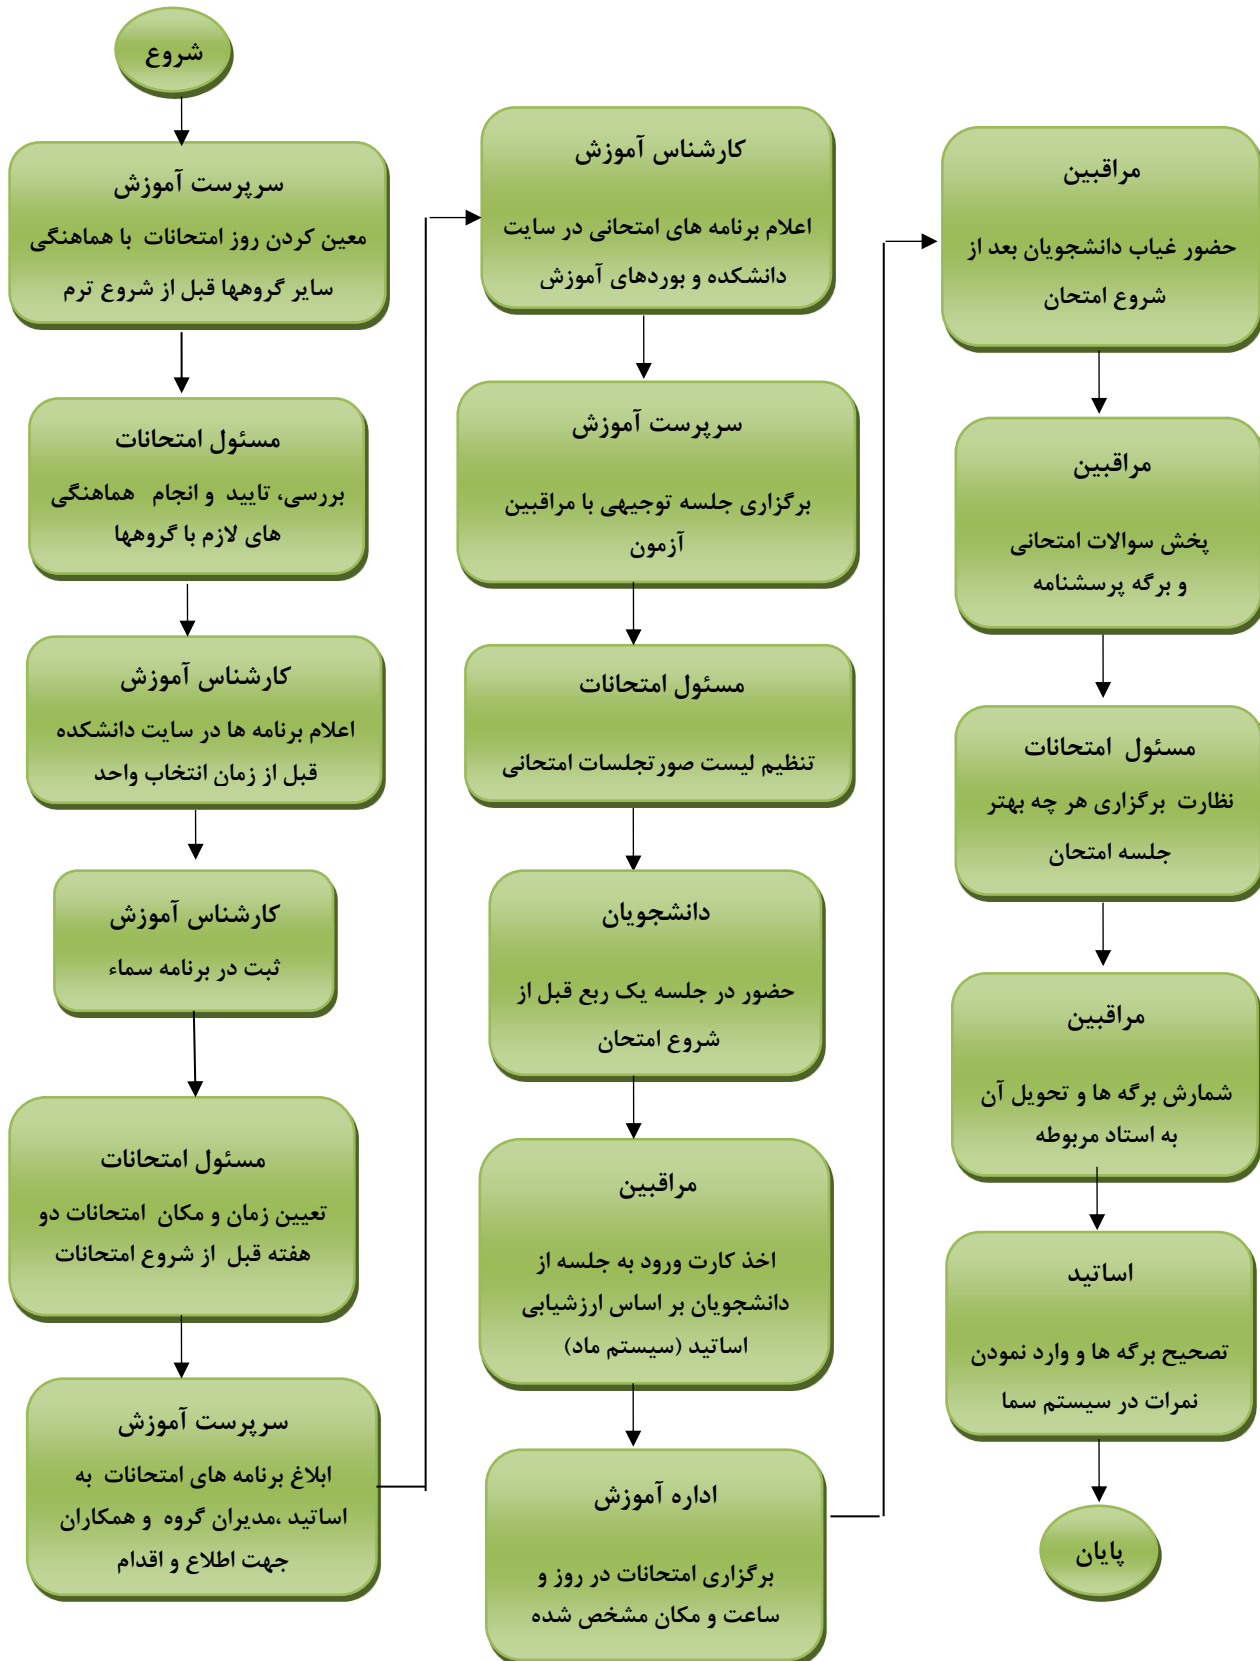 شروع
سرپرست آموزش
معین کردن روز امتحانات با هماهنگی
سایر گروهها قبل از شروع ترم
مسئول امتحانات
بررسی، تایید و انجام هماهنگی
های لازم با گروهها
کارشناس آموزش
اعلام برنامه ها در سایت دانشکده
قبل از زمان انتخاب واحد
کارشناس آموزش
ثبت در برنامه سماء
مسئول امتحانات
تعیین زمان و مکان امتحانات دو
هفته قبل از شروع امتحانات
سرپرست آموزش
ابلاغ برنامه های امتحانات به
اساتید ،مدیران گروه و همکاران
جهت اطلاع و اقدام
کارشناس آموزش
اعلام برنامه های امتحانی در سایت
دانشکده و بوردهای آموزش
سرپرست آموزش
برگزاری جلسه توجیهی با مراقبین
آزمون
مسئول امتحانات
تنظیم لیست صورتجلسات امتحانی
دانشجویان
حضور در جلسه یک ربع قبل از
شروع امتحان
مراقبین
اخذ کارت ورود به جلسه از
دانشجویان بر اساس ارزشیابی
اساتید (سیستم ماد)
اداره آموزش
برگزاری امتحانات در روز و
ساعت و مکان مشخص شده
مراقبین
حضور غیاب دانشجویان بعد از
شروع امتحان
مراقبین
پخش سوالات امتحانی
و برگه پرسشنامه
مسئول امتحانات
نظارت برگزاری هر چه بهتر
جلسه امتحان
مراقبین
شمارش برگه ها و تحویل آن
به استاد مربوطه
اساتید
تصحیح برگه ها و وارد نمودن
نمرات در سیستم سما
پایان